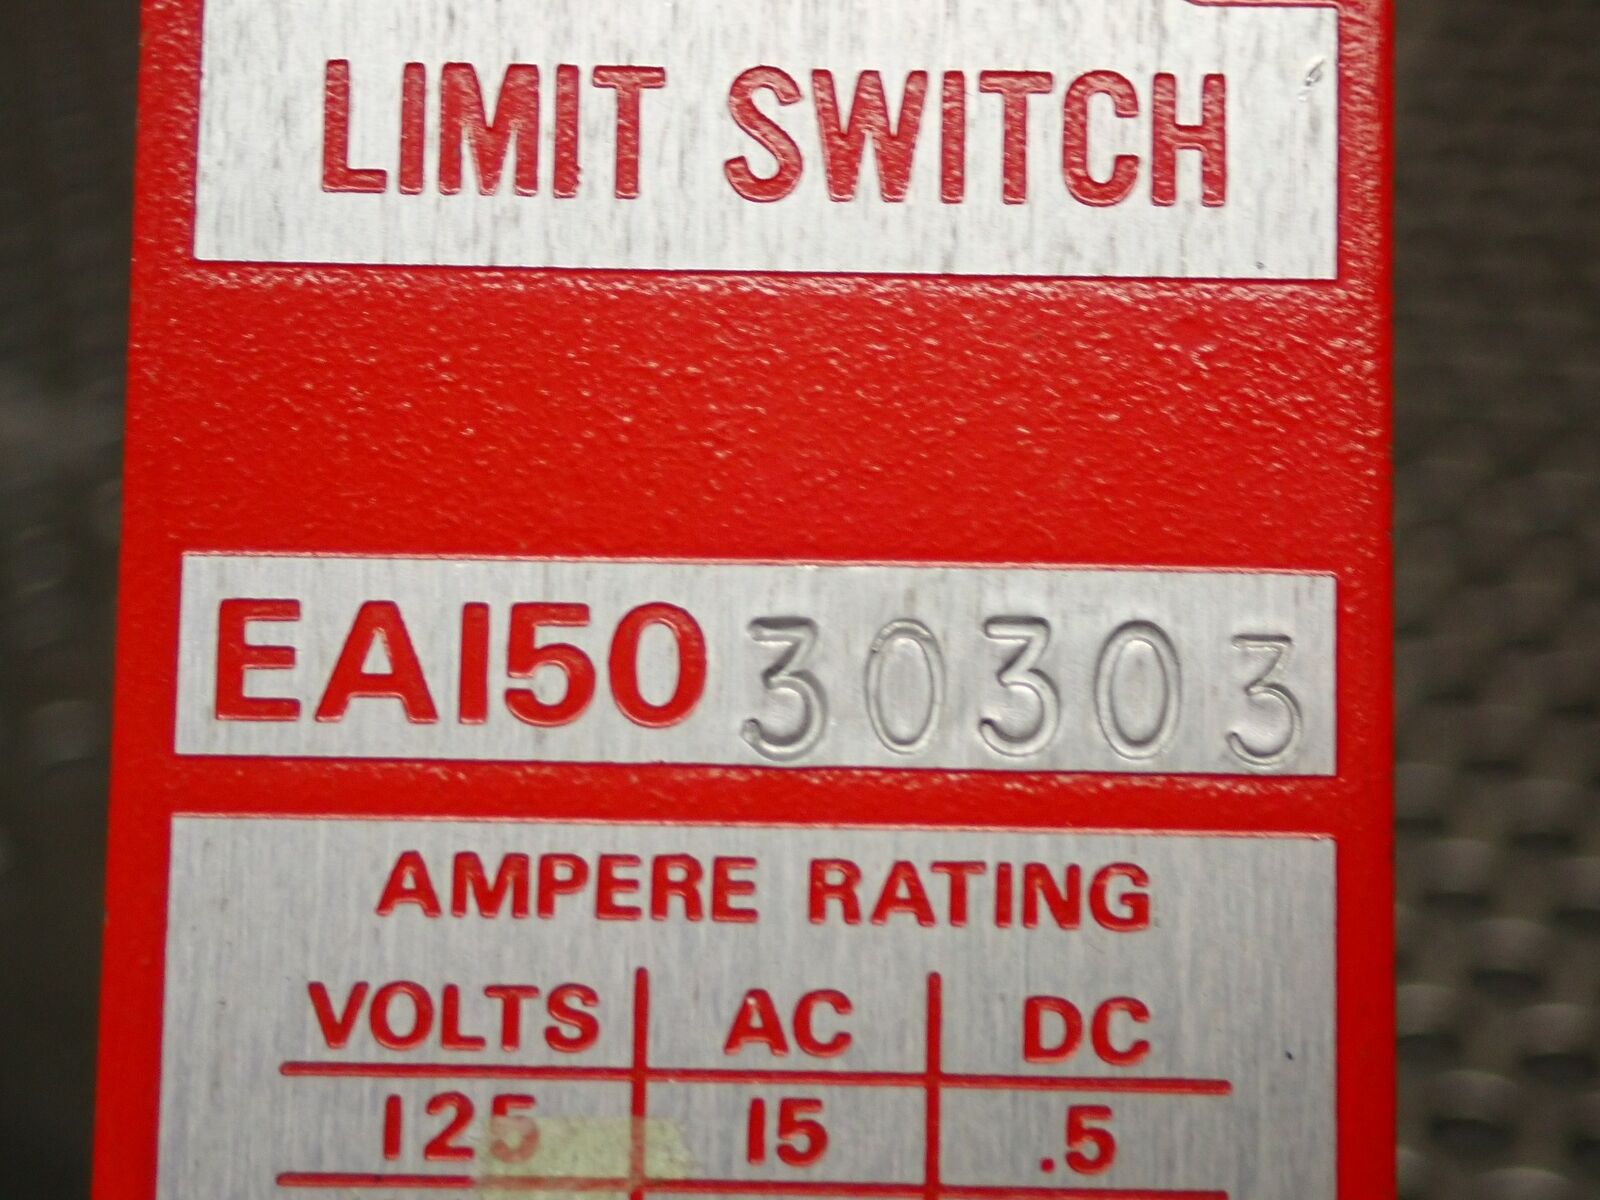 LIMIT SWITCH
EA150 30303
AMPERE RATING
VOLTS AC DC
125 15 .5